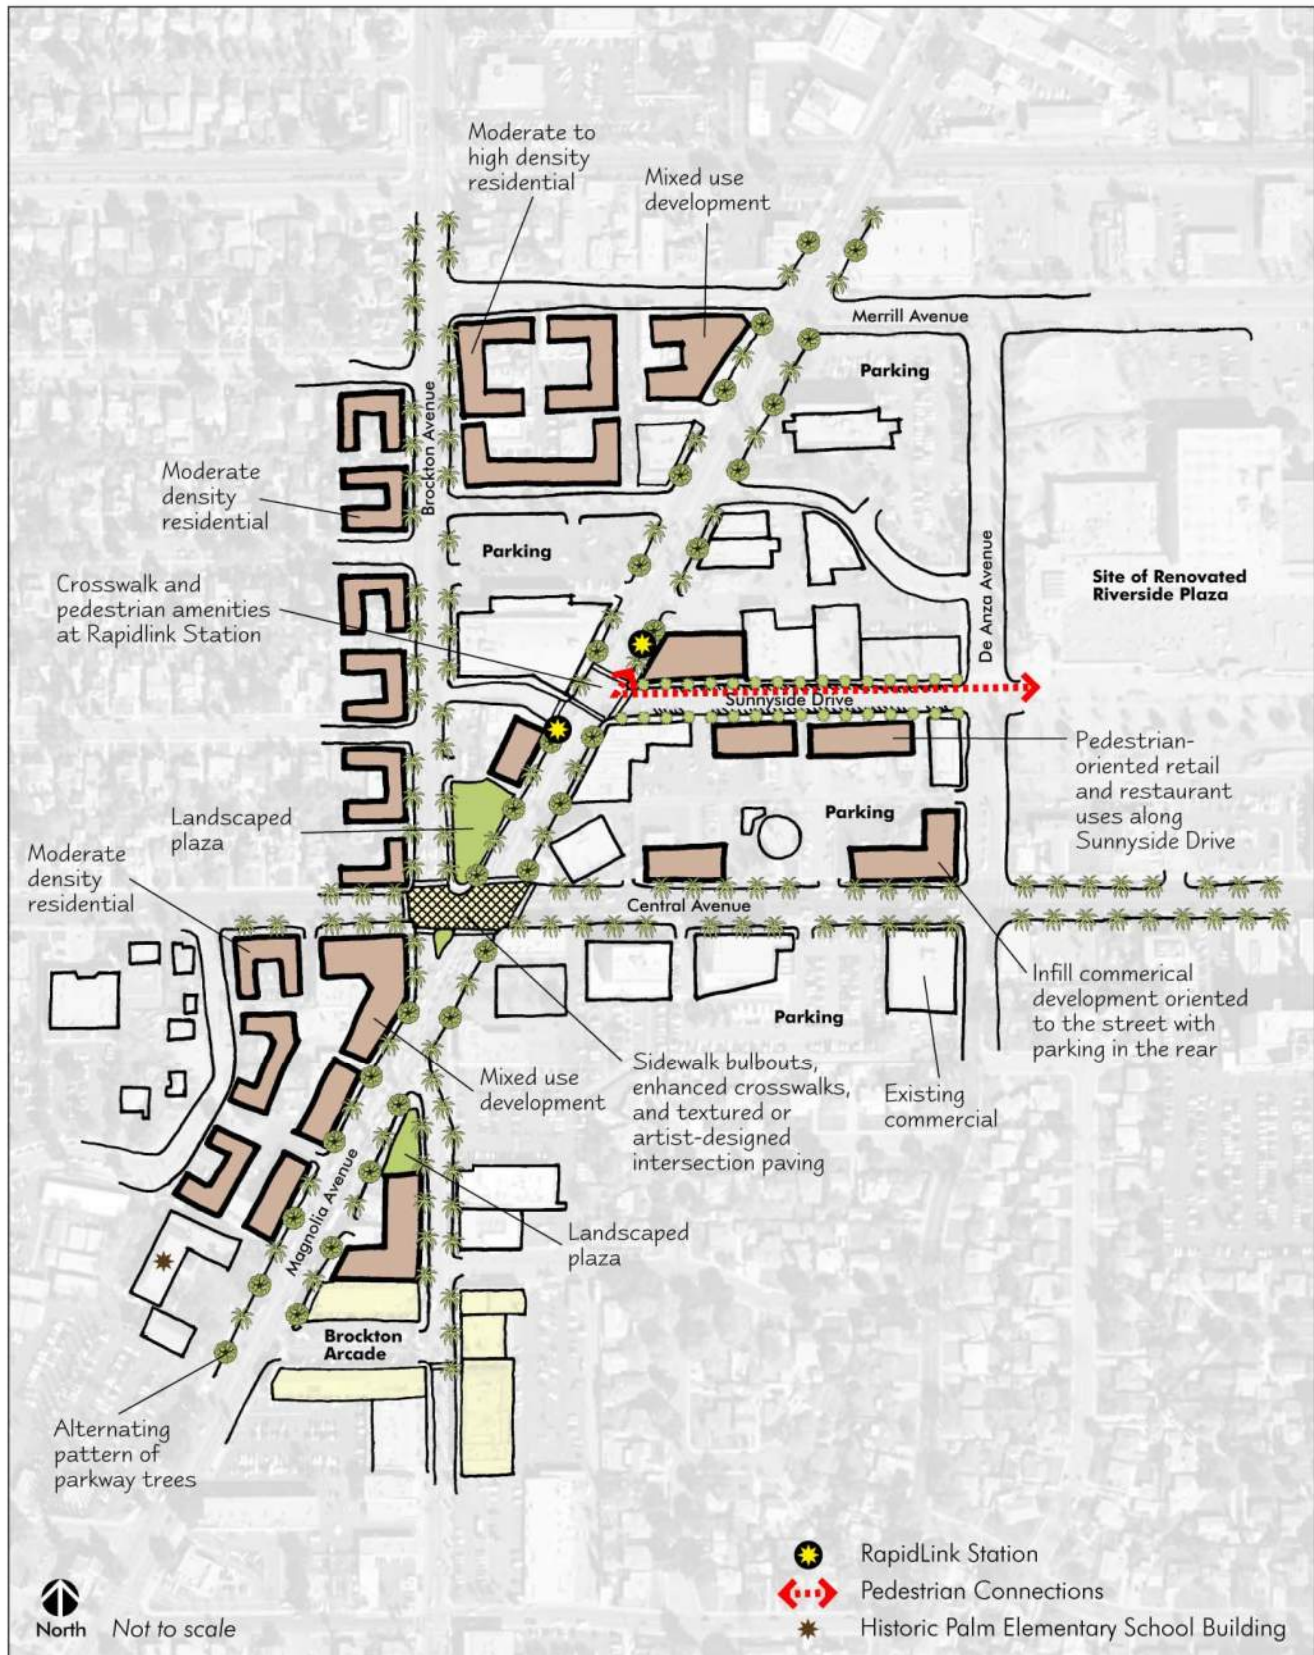 Moderate to
high density
residential
Mixed use
development
Merrill Avenue
Parking
Brockton Avenue
Moderate
density
residential
Parking
Crosswalk and
pedestrian amenities
at Rapidlink Station
De Anza Avenue
Site of Renovated
Riverside Plaza
Sunnyside Drive
Pedestrian-
oriented retail
and restaurant
uses along
Sunnyside Drive
Landscaped
plaza
Parking
Moderate
density
residential
Central Avenue
Infill commerical
development oriented
to the street with
parking in the rear
Parking
Mixed use
development
Sidewalk bulbouts,
enhanced crosswalks,
and textured or
artist-designed
intersection paving
Existing
commercial
Magnolia Avenue
Landscaped
plaza
Brockton
Arcade
Alternating
pattern of
parkway trees
RapidLink Station
Pedestrian Connections
Historic Palm Elementary School Building
North
Not to scale